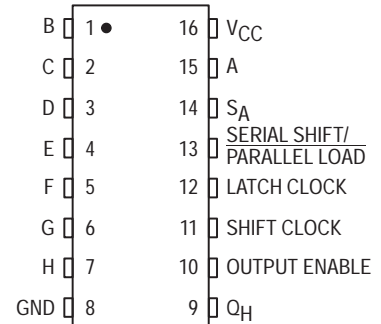 B 1 16 VCC
C 2 15 A
D 3 14 SA
E 4 13 SERIAL SHIFT/
PARALLEL LOAD
F 5 12 LATCH CLOCK
G 6 11 SHIFT CLOCK
H 7 10 OUTPUT ENABLE
GND 8 9 QH